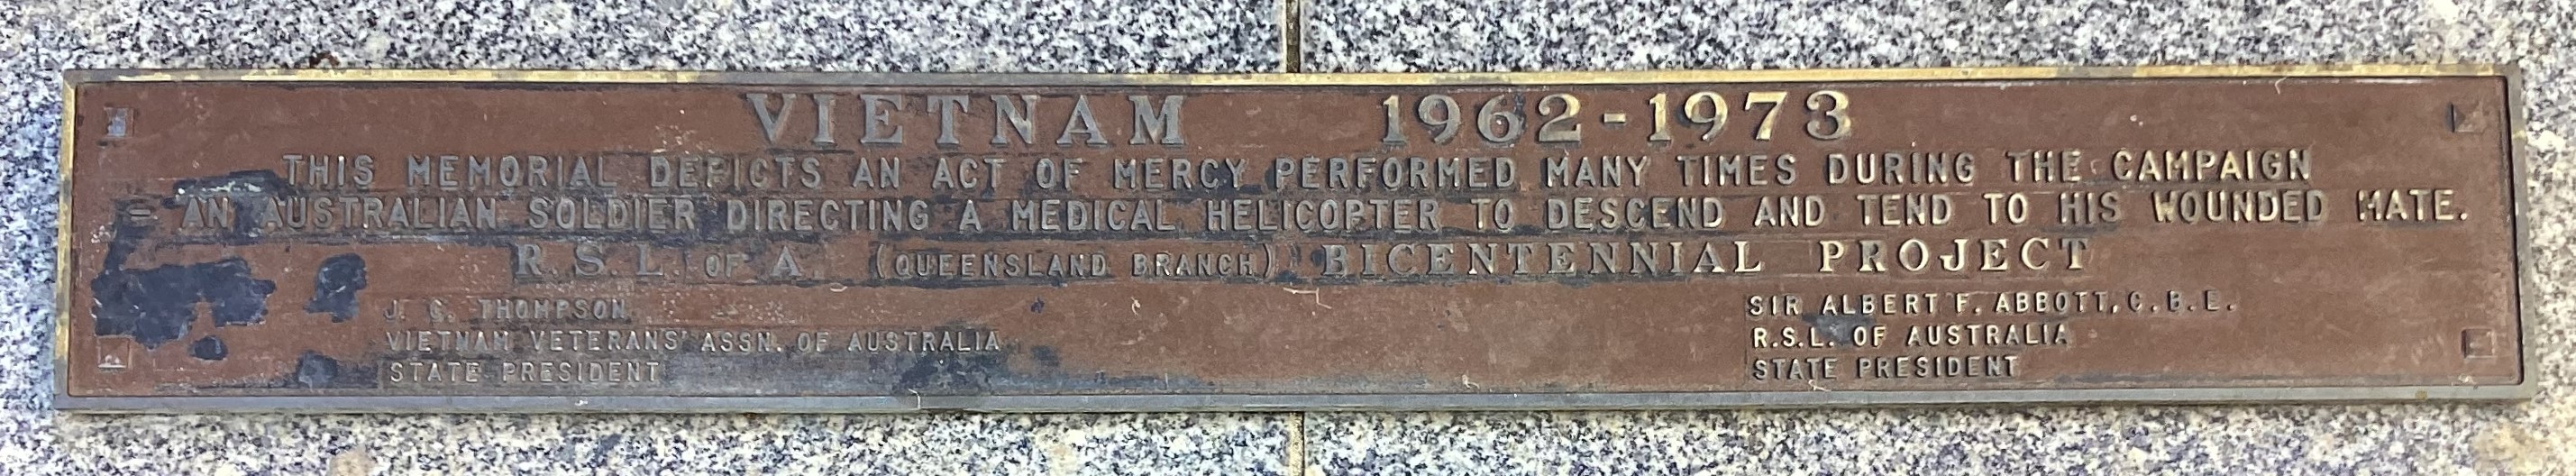 VIETNAM 1962-1973
THIS MEMORIAL DEPICTS AN ACT OF MERCY PERFORMED MANY TIMES DURING THE CAMPAIGN
- AN AUSTRALIAN SOLDIER DIRECTING A MEDICAL HELICOPTER TO DESCEND AND TEND TO HIS WOUNDED MATE.
R.S.L. OF A (QUEENSLAND BRANCH) BICENTENNIAL PROJECT
J. G. THOMPSON
VIETNAM VETERANS' ASSN. OF AUSTRALIA
STATE PRESIDENT
SIR ALBERT F. ABBOTT, C.B.E.
R.S.L. OF AUSTRALIA
STATE PRESIDENT